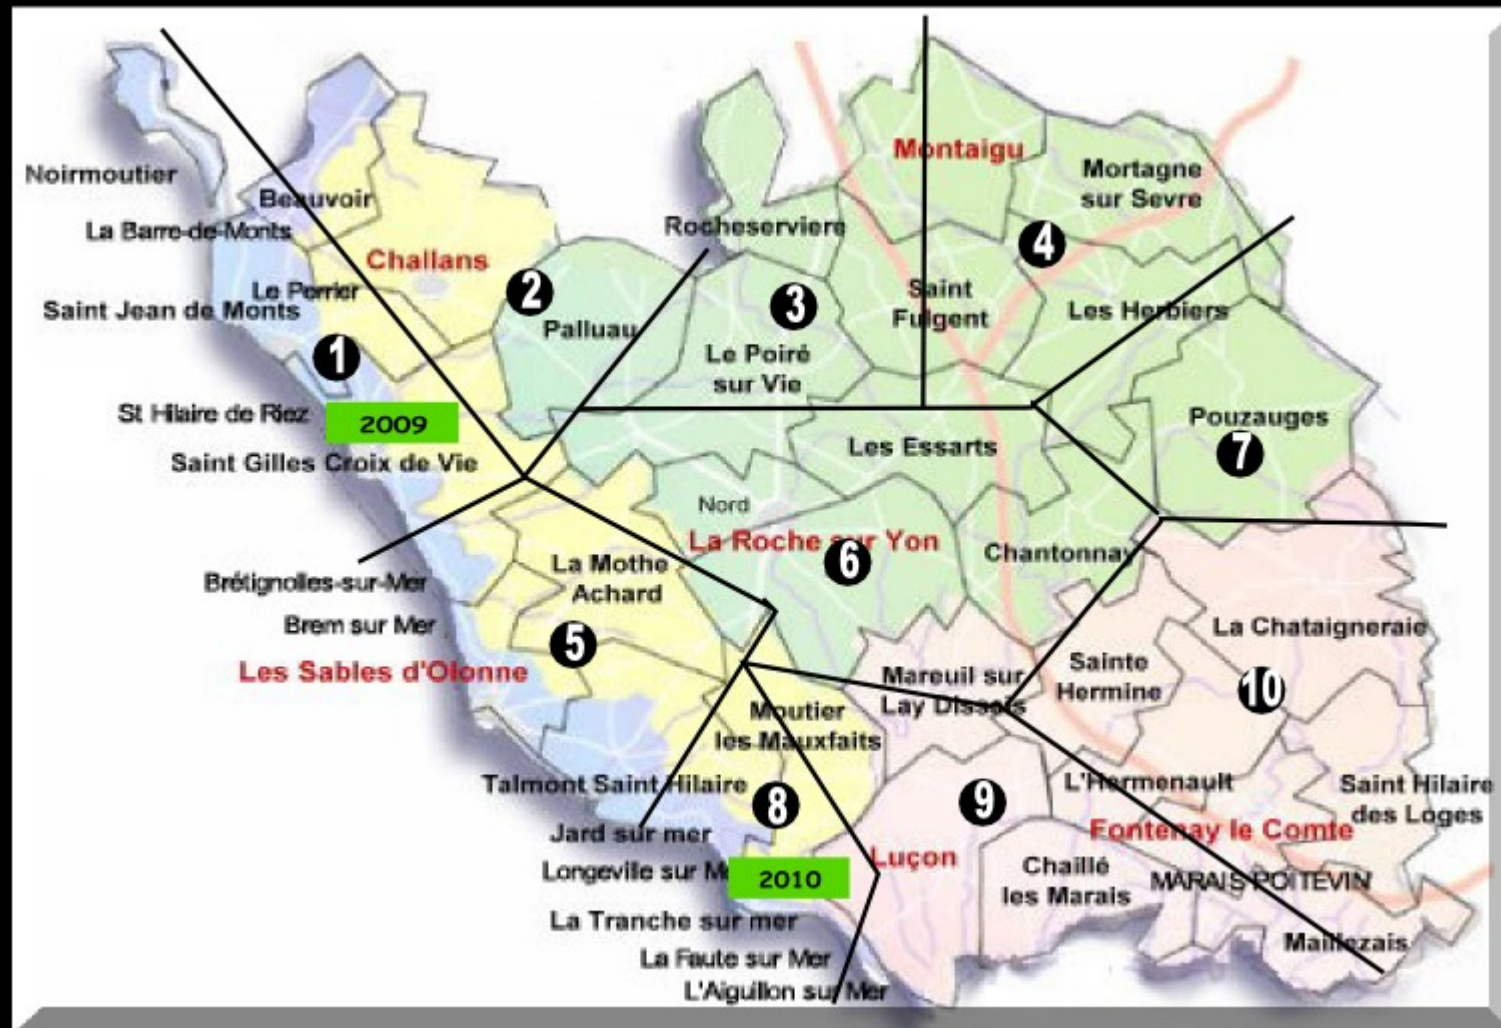 Montaigu
Mortagne
sur Sevre
Noirmoutier
Beauvoir
La Barre-de-Monts
Rocheserviere
Challans
4
Le Perrier
Saint Jean de Monts
2
Palluau
3
Saint
Fulgent
Les Herbiers
1
Le Poiré
sur Vie
St Hilaire de Riez
2009
Saint Gilles Croix de Vie
Les Essarts
Pouzauges
7
Nord
La Roche sur Yon
6
Chantonnay
La Mothe
Achard
Brétignolles-sur-Mer
Brem sur Mer
5
Les Sables d'Olonne
La Chataigneraie
Mareuil sur
Lay Dissais
Sainte
Hermine
10
Moutier
les Mauxfaits
Talmont Saint Hilaire
8
9
L'Hermenault
Saint Hilaire
des Loges
Jard sur mer
Fontenay le Comte
Luçon
Longeville sur
2010
Chaillé
les Marais
MARAIS POITEVIN
La Tranche sur mer
Maillezais
La Faute sur Mer
L'Aiguillon sur Mer